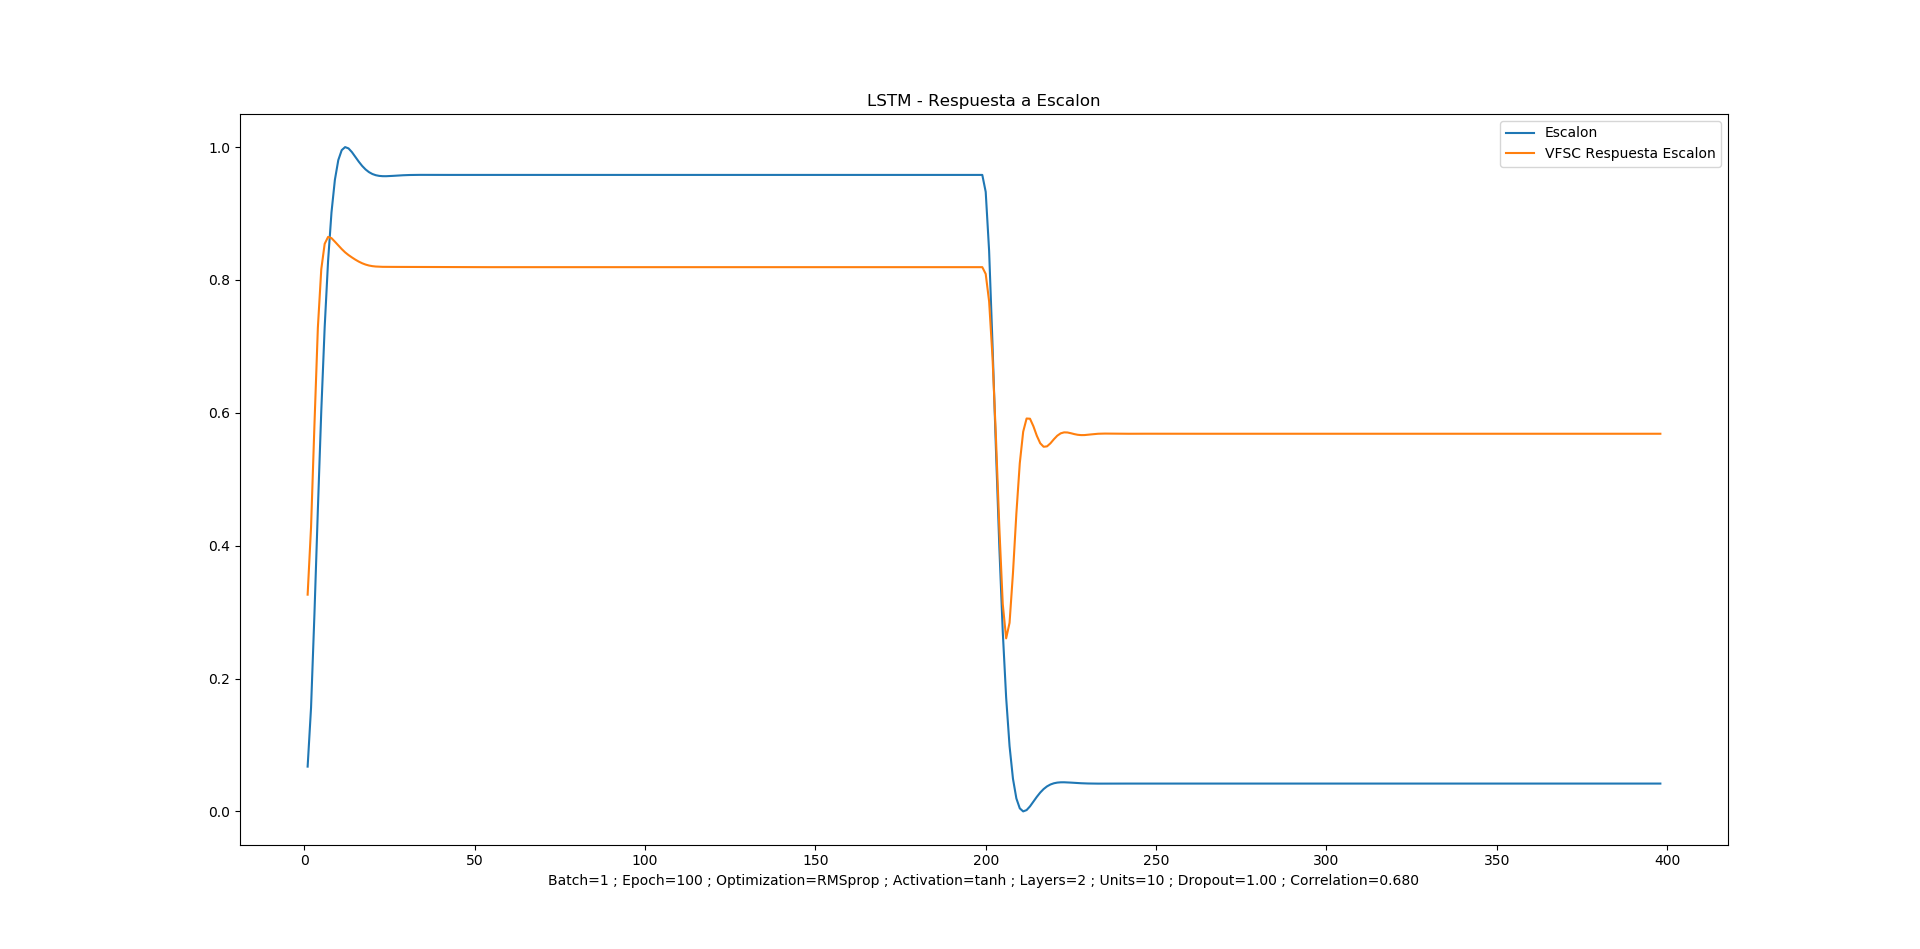 LSTM - Respuesta a Escalon
Escalon
VFSC Respuesta Escalon
1.0
0.8
0.6
0.4
0.2
0.0
0 50 100 150 200 250 300 350 400
Batch=1 ; Epoch=100 ; Optimization=RMSprop ; Activation=tanh ; Layers=2 ; Units=10 ; Dropout=1.00 ; Correlation=0.680